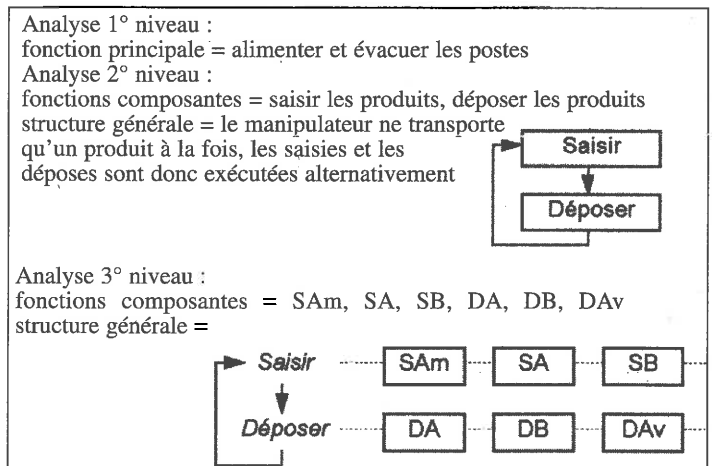 Analyse 1° niveau :
fonction principale = alimenter et évacuer les postes
Analyse 2° niveau :
fonctions composantes = saisir les produits, déposer les produits
structure générale = le manipulateur ne transporte
qu'un produit à la fois, les saisies et les
déposes sont donc exécutées alternativement
Saisir
Déposer
Analyse 3° niveau :
fonctions composantes = SAm, SA, SB, DA, DB, DAv
structure générale =
Saisir SAm SA SB
Déposer DA DB DAv